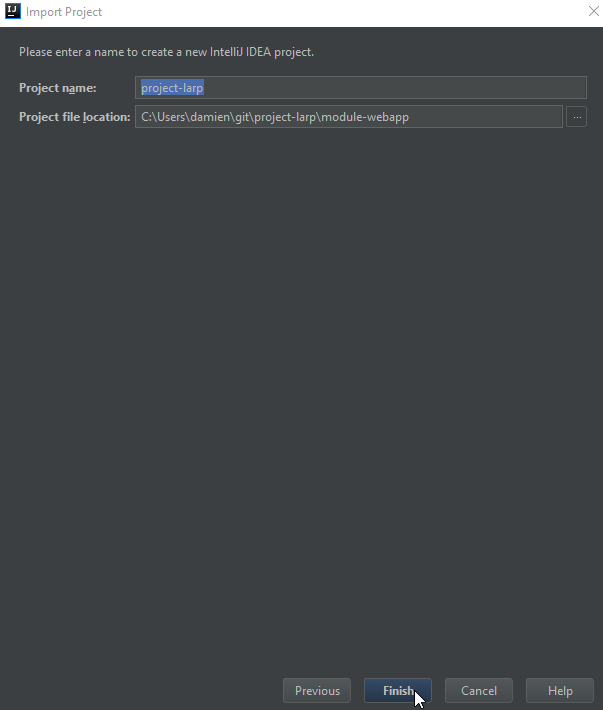 IJ Import Project
Please enter a name to create a new IntelliJ IDEA project.
Project name: project-larp
Project file location: C:\Users\damien\git\project-larp\module-webapp ...
Previous Finish Cancel Help